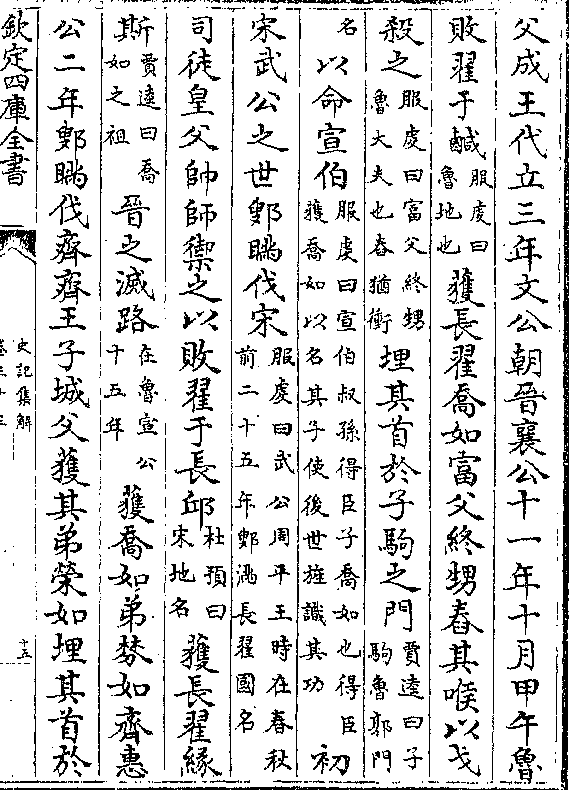 父成王代立三年文公朝晉襄公十一年十月甲午魯
敗翟于鹹服虔曰魯地也獲長翟喬如富父終甥舂其喉以戈
殺之服虔曰富父終甥魯大夫也舂猶衝埋其首於子駒之門賈逵曰子駒魯郭門
名以命宣伯服虔曰宣伯叔孫得臣子喬如也得臣獲喬如以名其子使後世旌識其功初
宋武公之世鄋瞞伐宋服虔曰武公周平王時在春秋前二十五年鄋瞞長翟國名
司徒皇父帥師禦之以敗翟于長邱杜預曰宋地名獲長翟緣
斯賈逵曰喬如之祖晉之滅路在魯宣公十五年獲喬如弟棼如齊惠
公二年鄋瞞伐齊齊王子城父獲其弟榮如埋其首於
欽定四庫全書
史記集解
卷三十三
十五